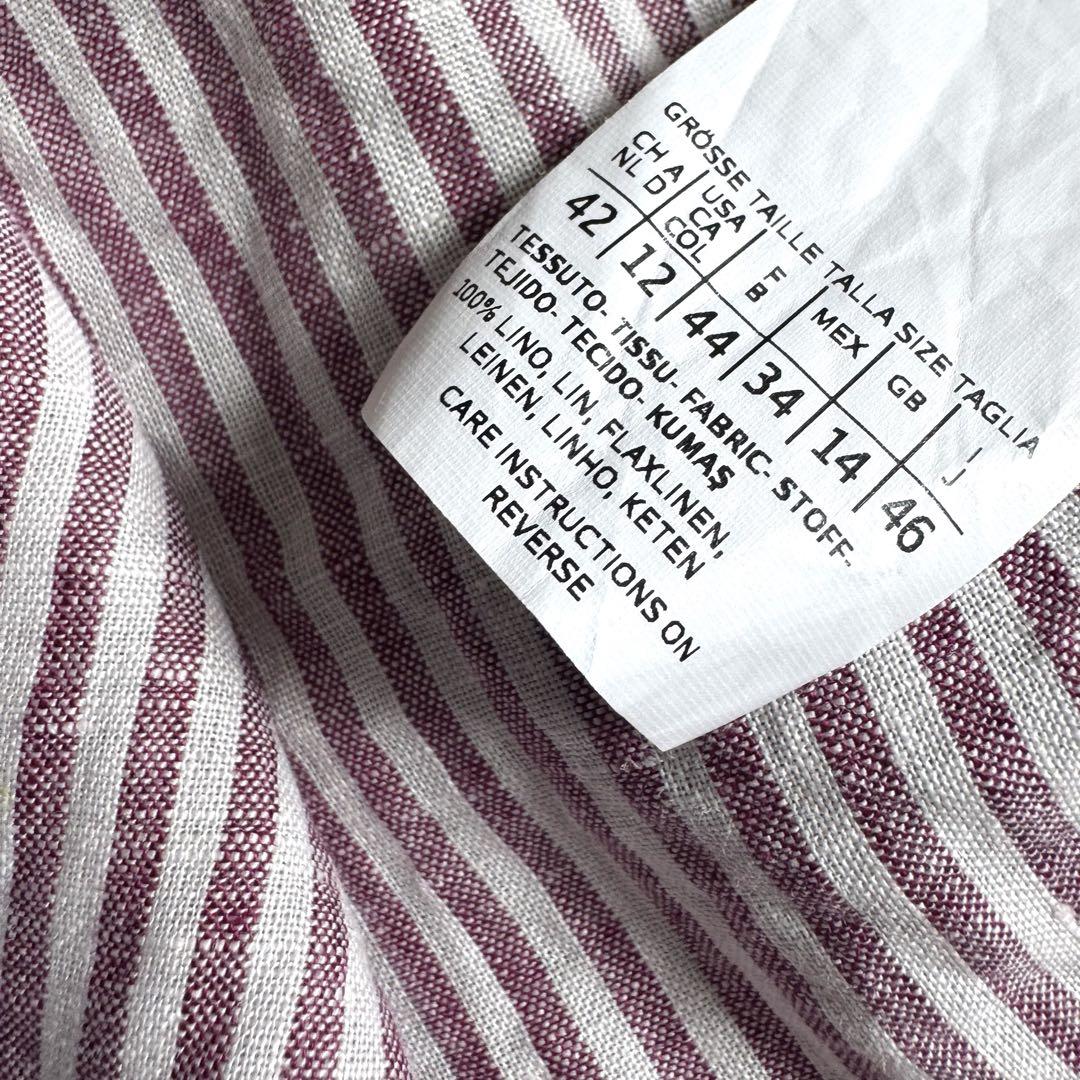 GRÖSSE TAILLE TALLA SIZE TAGLIA
CH A USA F MEX GB I
NL D CA B J
COL
42 12 44 34 14 46
TESSUTO- TISSU- FABRIC- STOFF-
TEJIDO- TECIDO- KUMAŞ
100% LINO, LIN, FLAXLINEN,
LEINEN, LINHO, KETEN
CARE INSTRUCTIONS ON
REVERSE